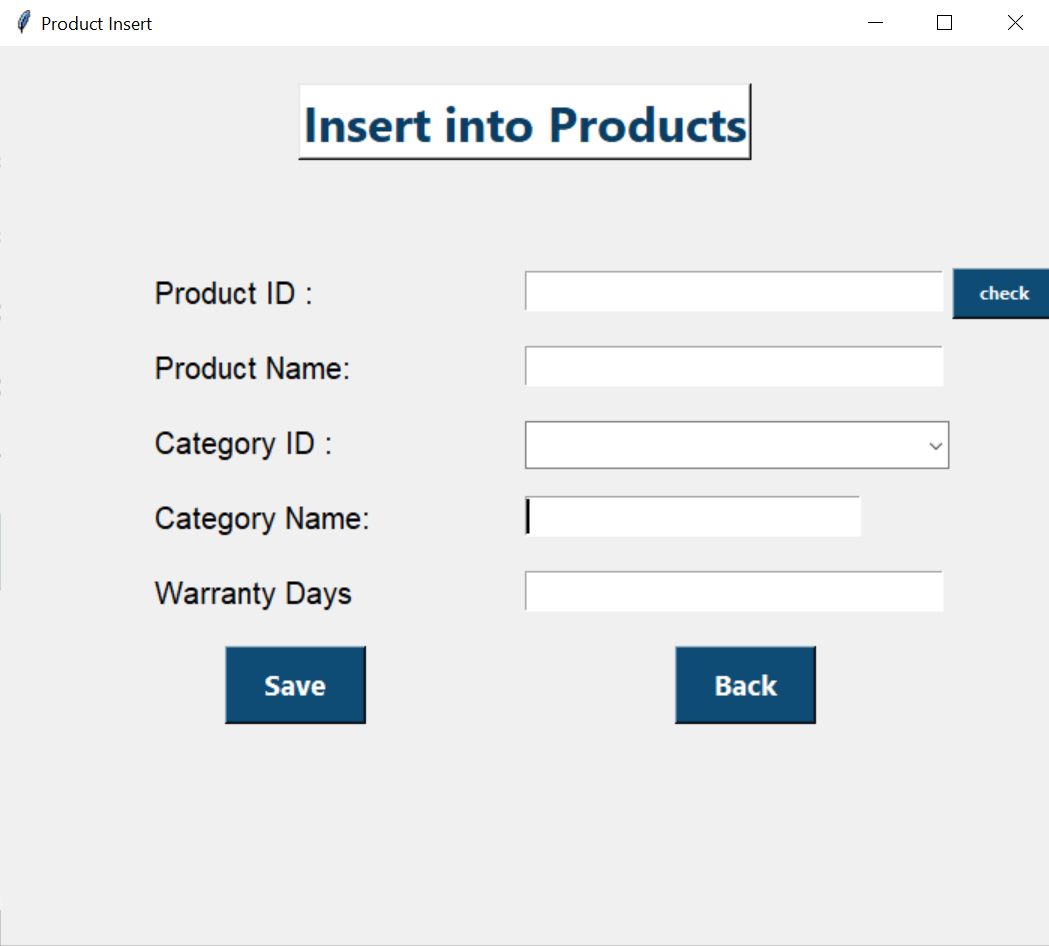 Product Insert
Insert into Products
Product ID :
check
Product Name:
Category ID :
Category Name:
Warranty Days
Save
Back